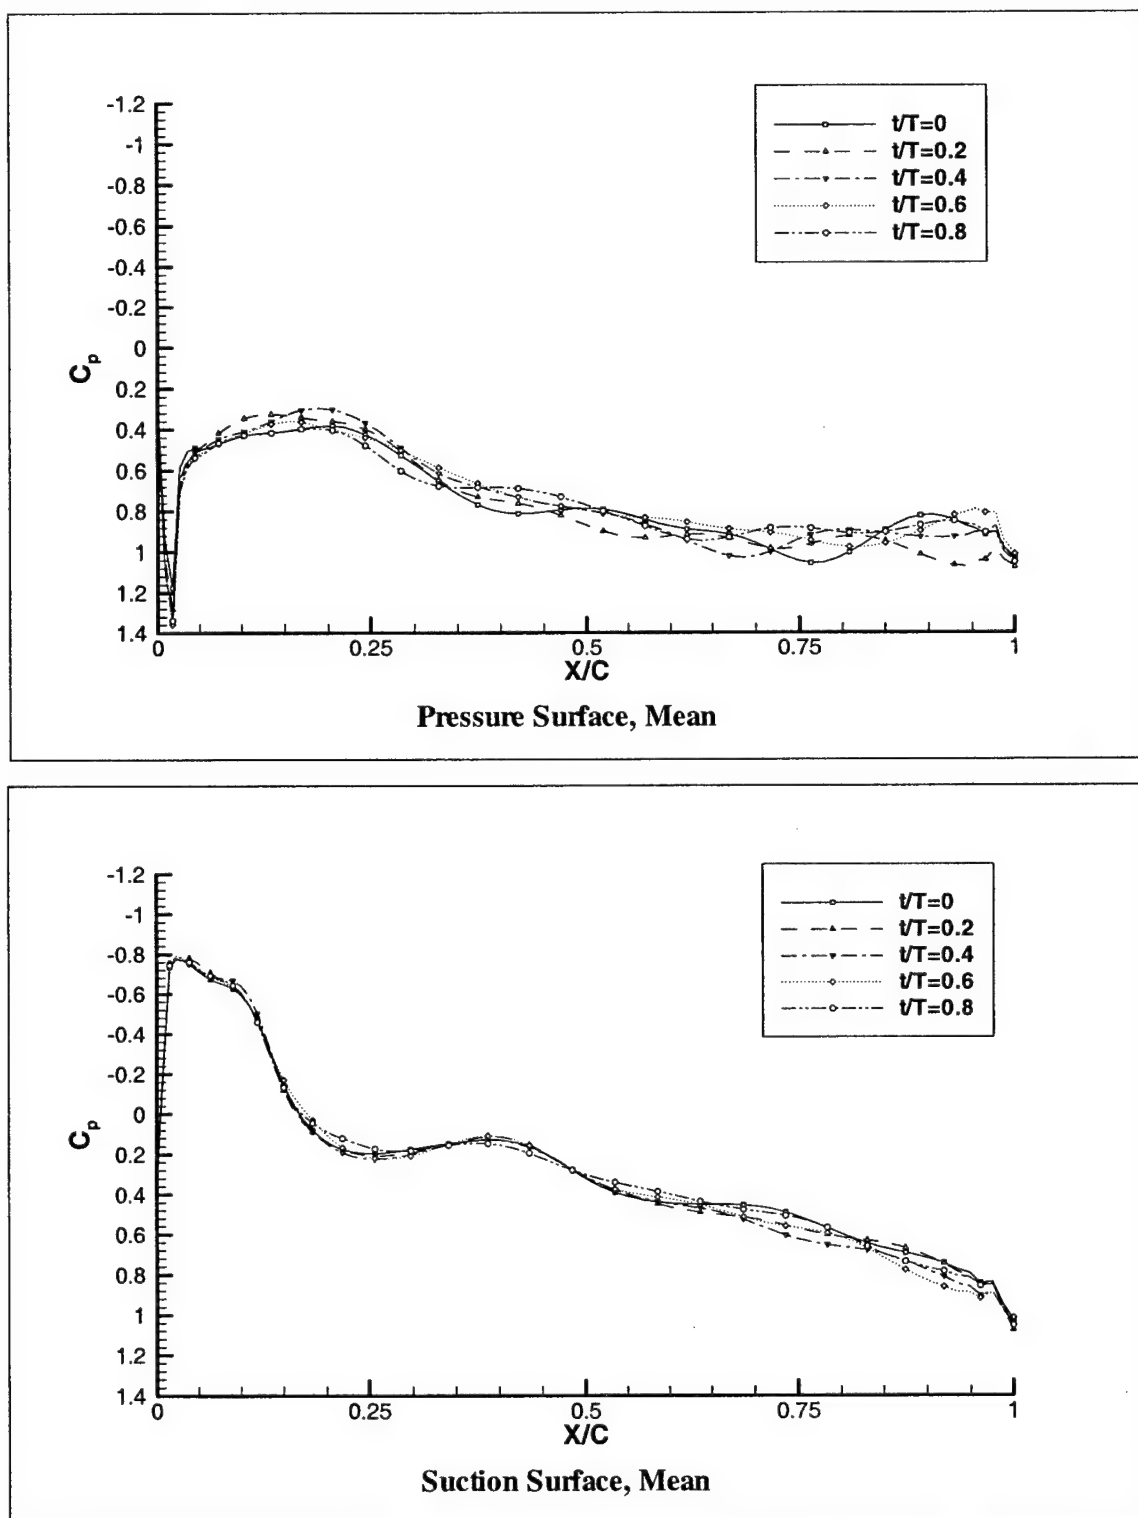 -1.2
-1
-0.8
-0.6
-0.4
-0.2
0
0.2
0.4
0.6
0.8
1
1.2
1.4
Cp
t/T=0
t/T=0.2
t/T=0.4
t/T=0.6
t/T=0.8
0 0.25 0.5 0.75 1
X/C
Pressure Surface, Mean
-1.2
-1
-0.8
-0.6
-0.4
-0.2
0
0.2
0.4
0.6
0.8
1
1.2
1.4
Cp
t/T=0
t/T=0.2
t/T=0.4
t/T=0.6
t/T=0.8
0 0.25 0.5 0.75 1
X/C
Suction Surface, Mean